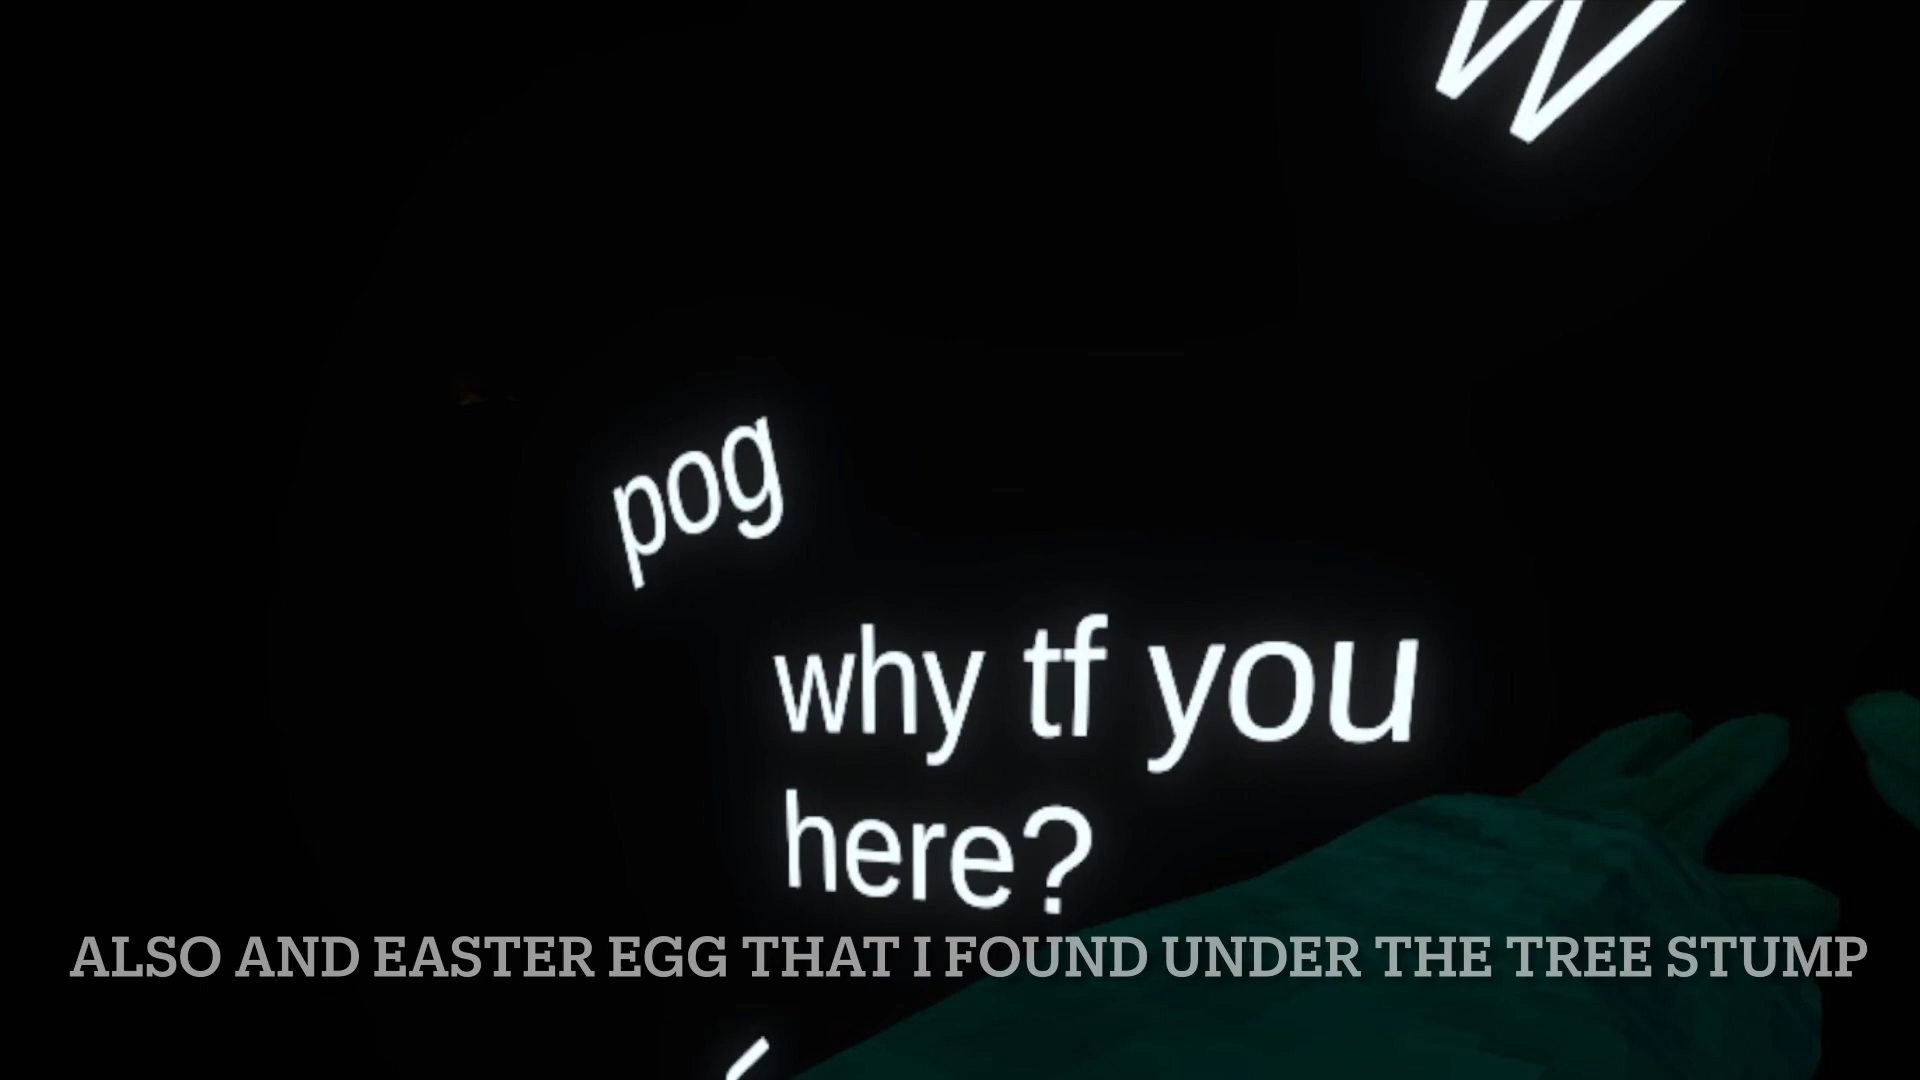 W
pog
why tf you
here?
ALSO AND EASTER EGG THAT I FOUND UNDER THE TREE STUMP